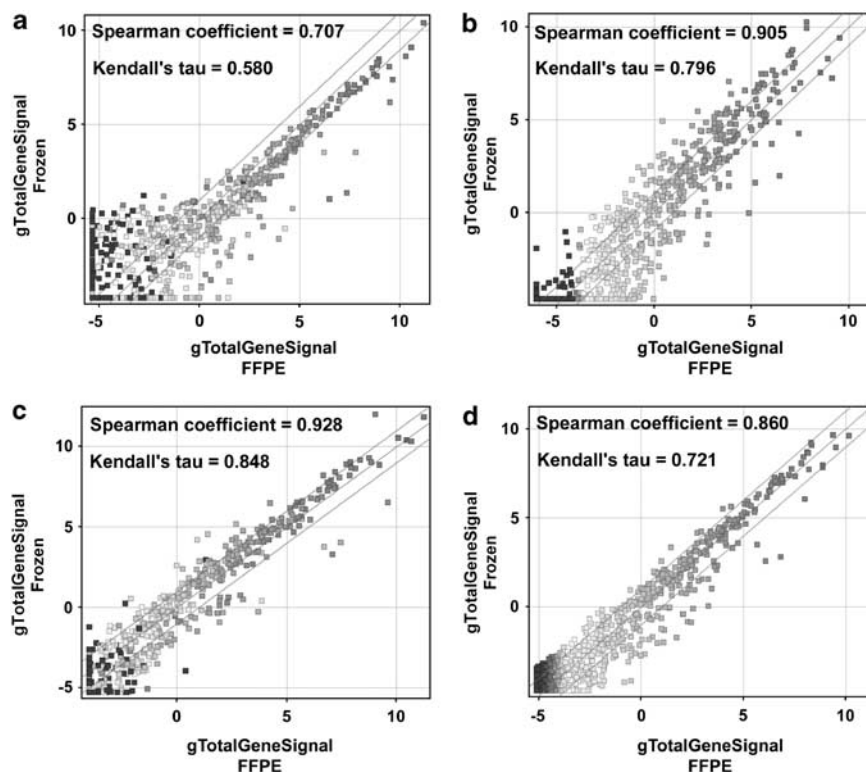 a
Spearman coefficient = 0.707
Kendall's tau = 0.580
10
5
0
gTotalGeneSignal
Frozen
-5 0 5 10
gTotalGeneSignal
FFPE
b
Spearman coefficient = 0.905
Kendall's tau = 0.796
10
5
0
gTotalGeneSignal
Frozen
-5 0 5 10
gTotalGeneSignal
FFPE
c
Spearman coefficient = 0.928
Kendall's tau = 0.848
10
5
0
-5
gTotalGeneSignal
Frozen
0 5 10
gTotalGeneSignal
FFPE
d
Spearman coefficient = 0.860
Kendall's tau = 0.721
10
5
0
gTotalGeneSignal
Frozen
-5 0 5 10
gTotalGeneSignal
FFPE